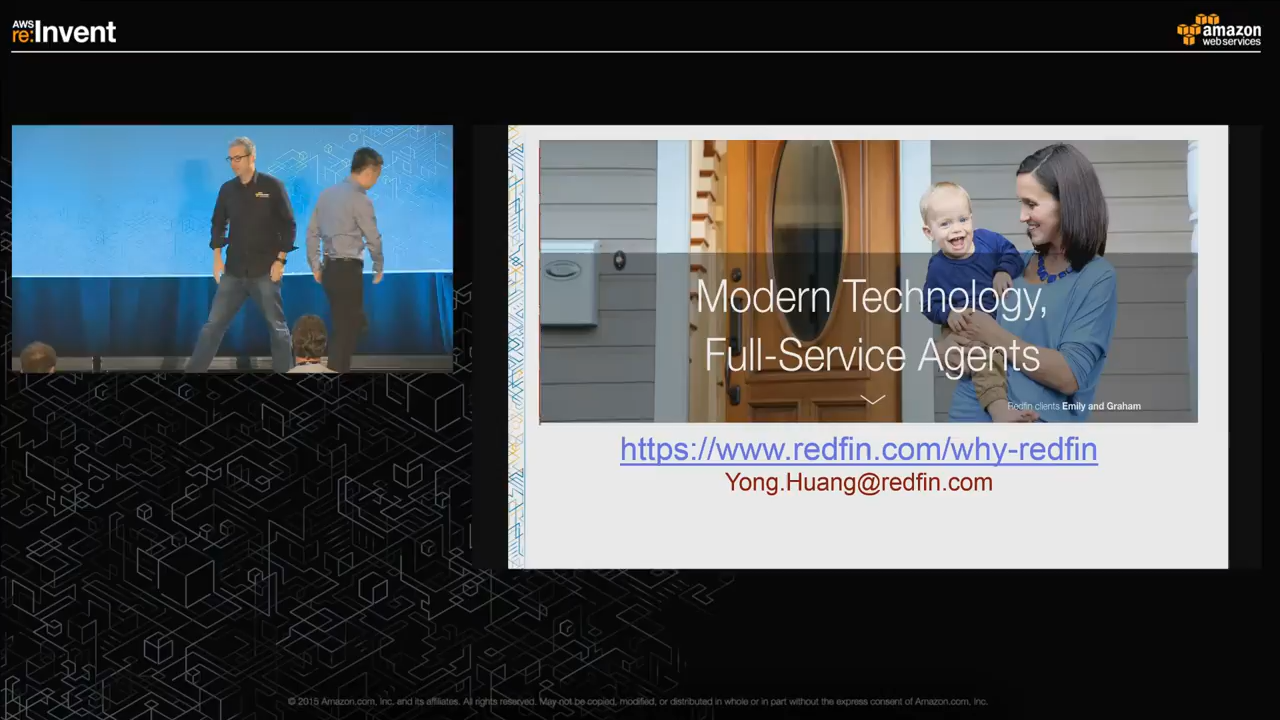 AWS
re:Invent
amazon
web services
Modern Technology,
Full-Service Agents
Redfin clients Emily and Graham
https://www.redfin.com/why-redfin
Yong.Huang@redfin.com
© 2015 Amazon.com, Inc. and its affiliates. All rights reserved. May not be copied, modified, or distributed in whole or in part without the express consent of Amazon.com, Inc.